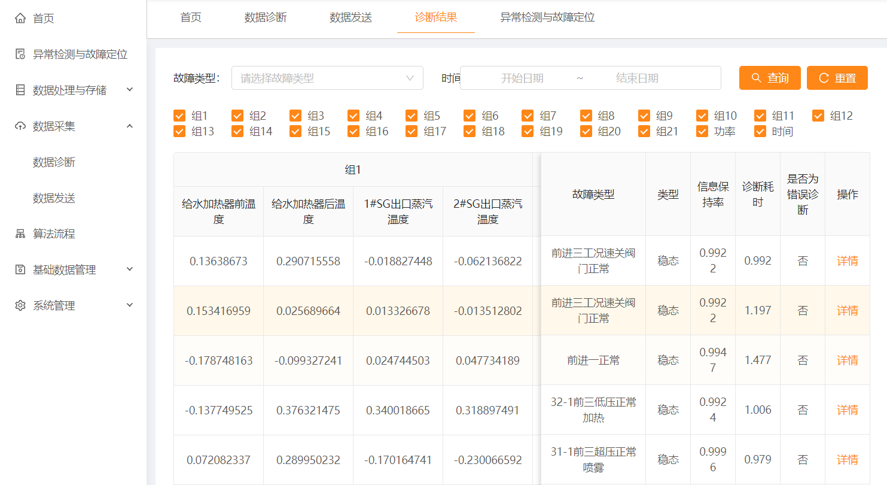 首页
异常检测与故障定位
数据处理与存储
数据采集
数据诊断
数据发送
算法流程
基础数据管理
系统管理
首页 数据诊断 数据发送 诊断结果 异常检测与故障定位
故障类型: 请选择故障类型 时间 开始日期 ~ 结束日期 查询 重置
组1 组2 组3 组4 组5 组6 组7 组8 组9 组10 组11 组12
组13 组14 组15 组16 组17 组18 组19 组20 组21 功率 时间
组1
给水加热器前温
度
给水加热器后温
度
1#SG出口蒸汽
温度
2#SG出口蒸汽
温度
故障类型
类型
信息保
持率
诊断耗
时
是否为
错误诊
断
操作
0.13638673 0.290715558 -0.018827448 -0.062136822
前进三工况速关阀
门正常
稳态
0.992
2
0.992 否 详情
0.153416959 0.025689664 0.013326678 -0.013512802
前进三工况速关阀
门正常
稳态
0.992
2
1.197 否 详情
-0.178748163 -0.099327241 0.024744503 0.047734189
前进一正常
稳态
0.994
7
1.477 否 详情
-0.137749525 0.376321475 0.340018665 0.318897491
32-1前三低压正常
加热
稳态
0.992
4
1.006 否 详情
0.072082337 0.289950232 -0.170164741 -0.230066592
31-1前三超压正常
喷雾
稳态
0.999
6
0.979 否 详情